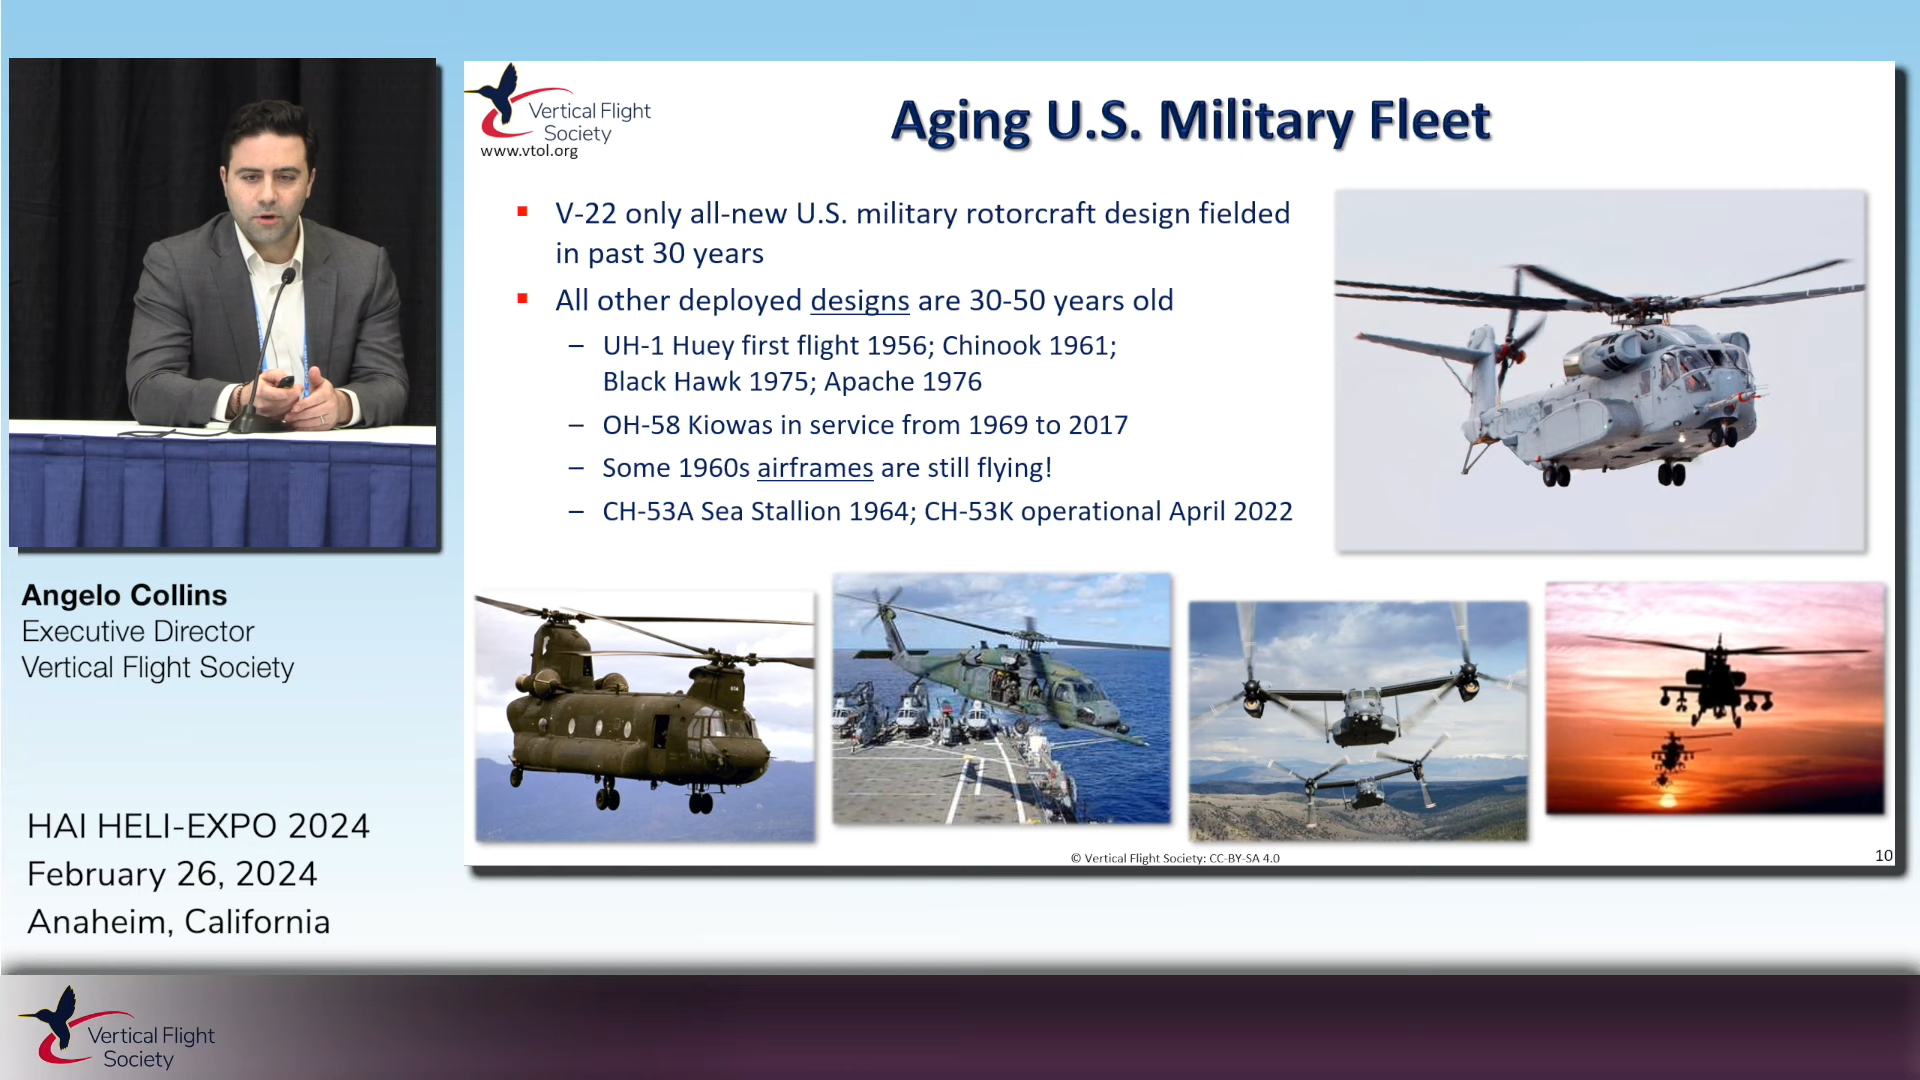 Vertical Flight
Society
www.vtol.org
Aging U.S. Military Fleet
V-22 only all-new U.S. military rotorcraft design fielded
in past 30 years
All other deployed designs are 30-50 years old
– UH-1 Huey first flight 1956; Chinook 1961;
Black Hawk 1975; Apache 1976
– OH-58 Kiowas in service from 1969 to 2017
– Some 1960s airframes are still flying!
– CH-53A Sea Stallion 1964; CH-53K operational April 2022
© Vertical Flight Society: CC-BY-SA 4.0
10
Angelo Collins
Executive Director
Vertical Flight Society
HAI HELI-EXPO 2024
February 26, 2024
Anaheim, California
Vertical Flight
Society